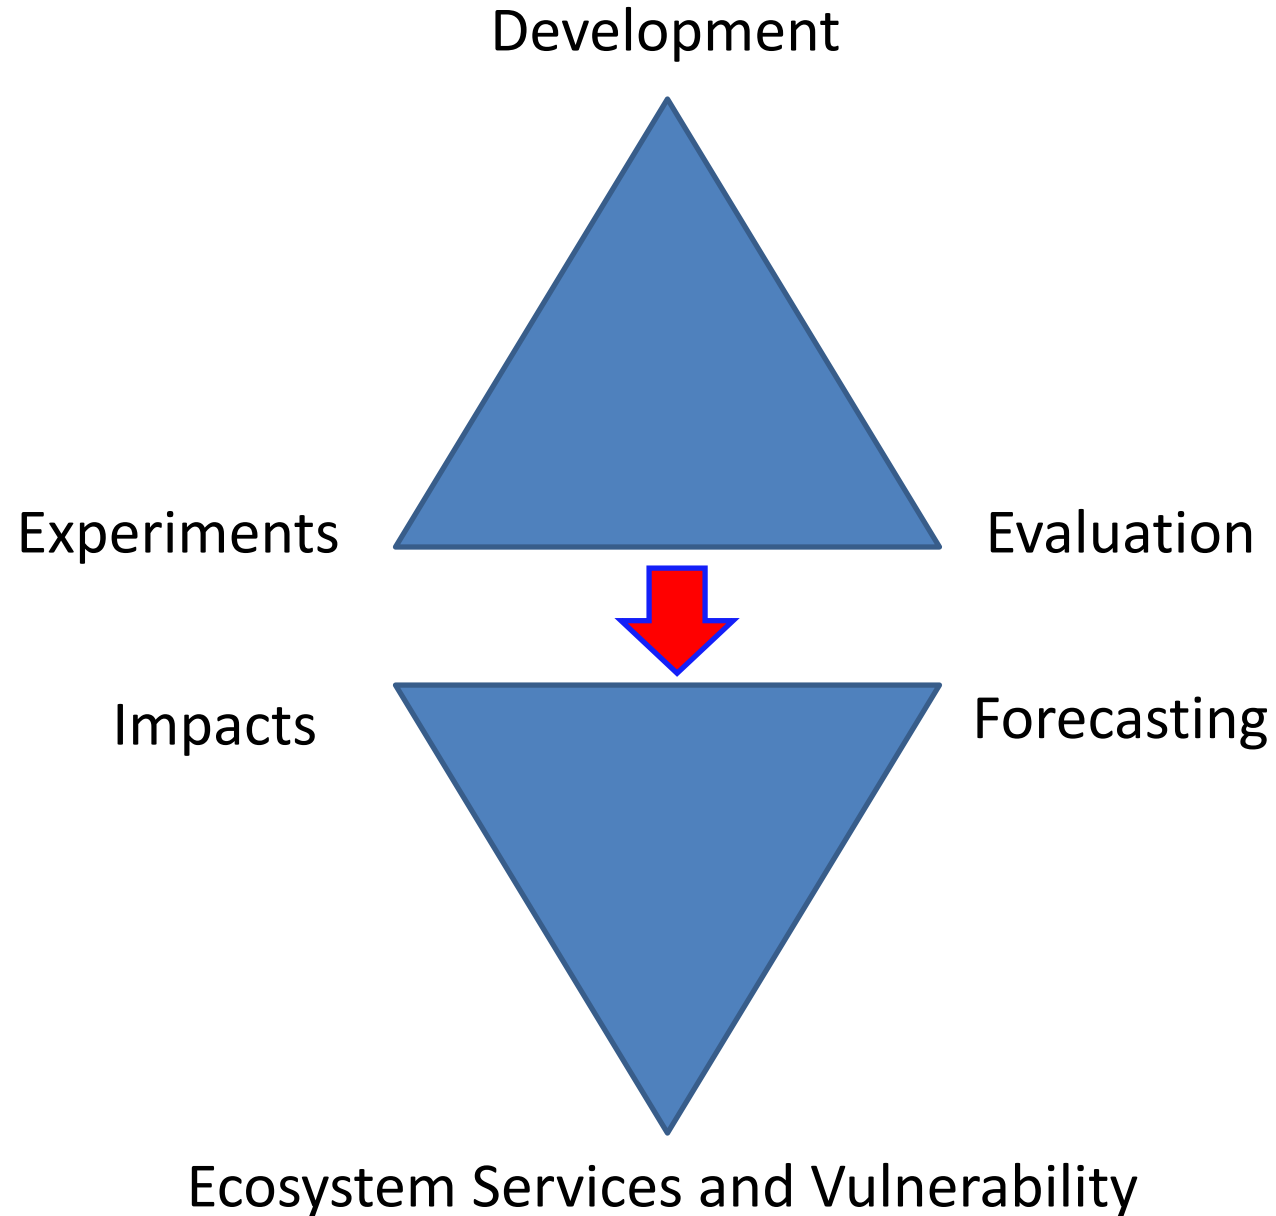 Development
Experiments
Evaluation
Impacts
Forecasting
Ecosystem Services and Vulnerability